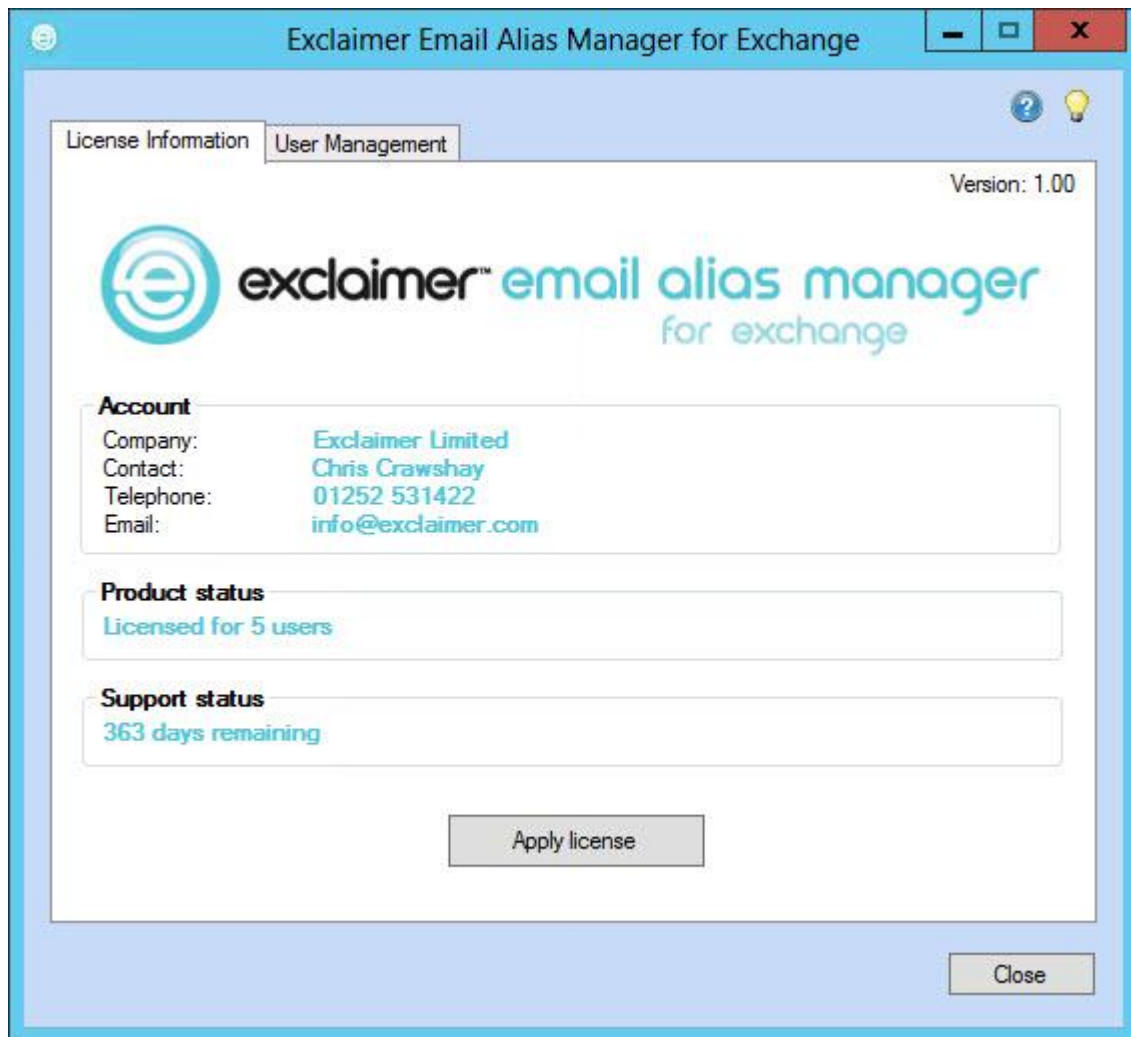 Exclaimer Email Alias Manager for Exchange
License Information User Management
Version: 1.00
exclaimer™ email alias manager
for exchange
Account
Company: Exclaimer Limited
Contact: Chris Crawshay
Telephone: 01252 531422
Email: info@exclaimer.com
Product status
Licensed for 5 users
Support status
363 days remaining
Apply license
Close